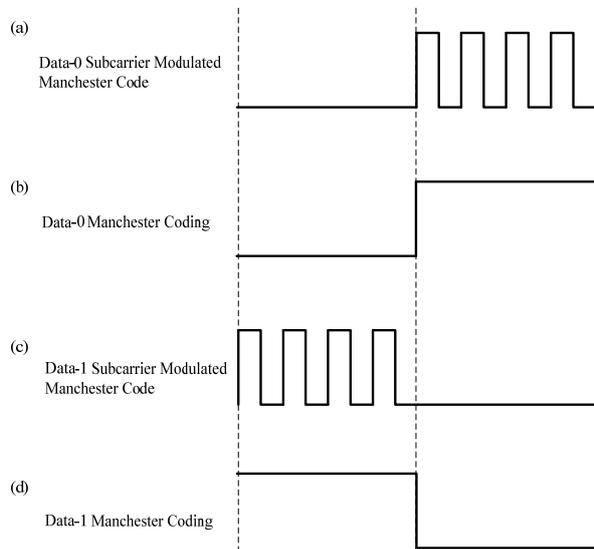 (a)
Data-0 Subcarrier Modulated
Manchester Code
(b)
Data-0 Manchester Coding
(c)
Data-1 Subcarrier Modulated
Manchester Code
(d)
Data-1 Manchester Coding